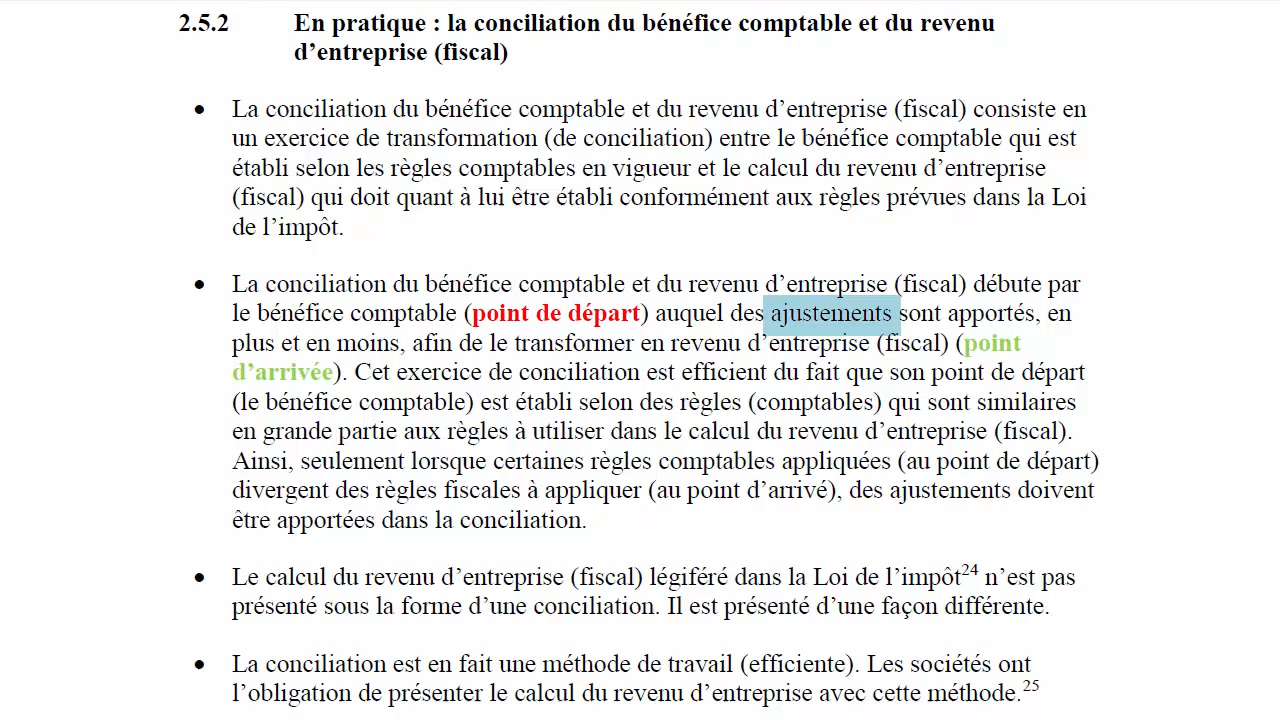 2.5.2 En pratique : la conciliation du bénéfice comptable et du revenu
d’entreprise (fiscal)
• La conciliation du bénéfice comptable et du revenu d’entreprise (fiscal) consiste en
un exercice de transformation (de conciliation) entre le bénéfice comptable qui est
établi selon les règles comptables en vigueur et le calcul du revenu d’entreprise
(fiscal) qui doit quant à lui être établi conformément aux règles prévues dans la Loi
de l’impôt.
• La conciliation du bénéfice comptable et du revenu d’entreprise (fiscal) débute par
le bénéfice comptable (point de départ) auquel des ajustements sont apportés, en
plus et en moins, afin de le transformer en revenu d’entreprise (fiscal) (point
d’arrivée). Cet exercice de conciliation est efficient du fait que son point de départ
(le bénéfice comptable) est établi selon des règles (comptables) qui sont similaires
en grande partie aux règles à utiliser dans le calcul du revenu d’entreprise (fiscal).
Ainsi, seulement lorsque certaines règles comptables appliquées (au point de départ)
divergent des règles fiscales à appliquer (au point d’arrivé), des ajustements doivent
être apportées dans la conciliation.
• Le calcul du revenu d’entreprise (fiscal) légiféré dans la Loi de l’impôt24 n’est pas
présenté sous la forme d’une conciliation. Il est présenté d’une façon différente.
• La conciliation est en fait une méthode de travail (efficiente). Les sociétés ont
l’obligation de présenter le calcul du revenu d’entreprise avec cette méthode.25